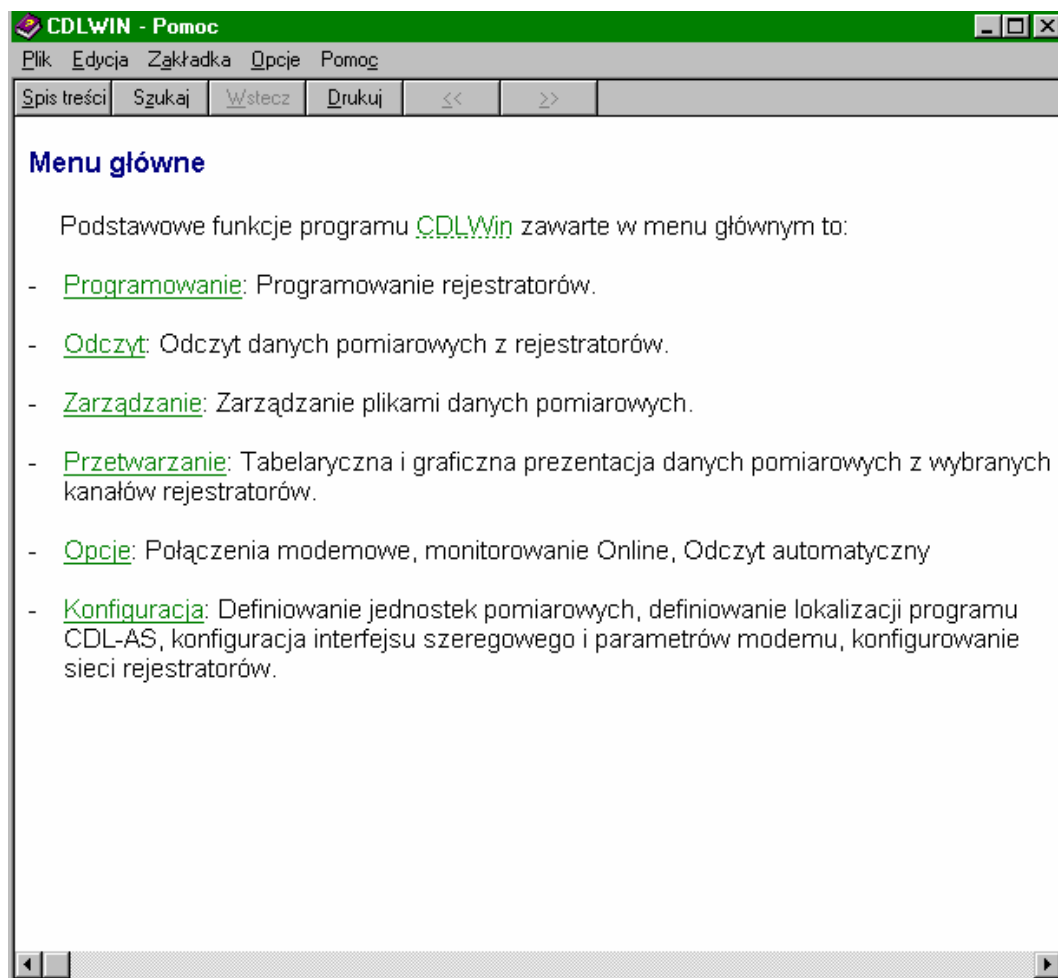 CDLWIN - Pomoc
Plik Edycja Zakładka Opcje Pomoc
Spis treści Szukaj Wstecz Drukuj << >>
Menu główne
Podstawowe funkcje programu CDLWin zawarte w menu głównym to:
- Programowanie: Programowanie rejestratorów.
- Odczyt: Odczyt danych pomiarowych z rejestratorów.
- Zarządzanie: Zarządzanie plikami danych pomiarowych.
- Przetwarzanie: Tabelaryczna i graficzna prezentacja danych pomiarowych z wybranych
kanałów rejestratorów.
- Opcje: Połączenia modemowe, monitorowanie Online, Odczyt automatyczny
- Konfiguracja: Definiowanie jednostek pomiarowych, definiowanie lokalizacji programu
CDL-AS, konfiguracja interfejsu szeregowego i parametrów modemu, konfigurowanie
sieci rejestratorów.